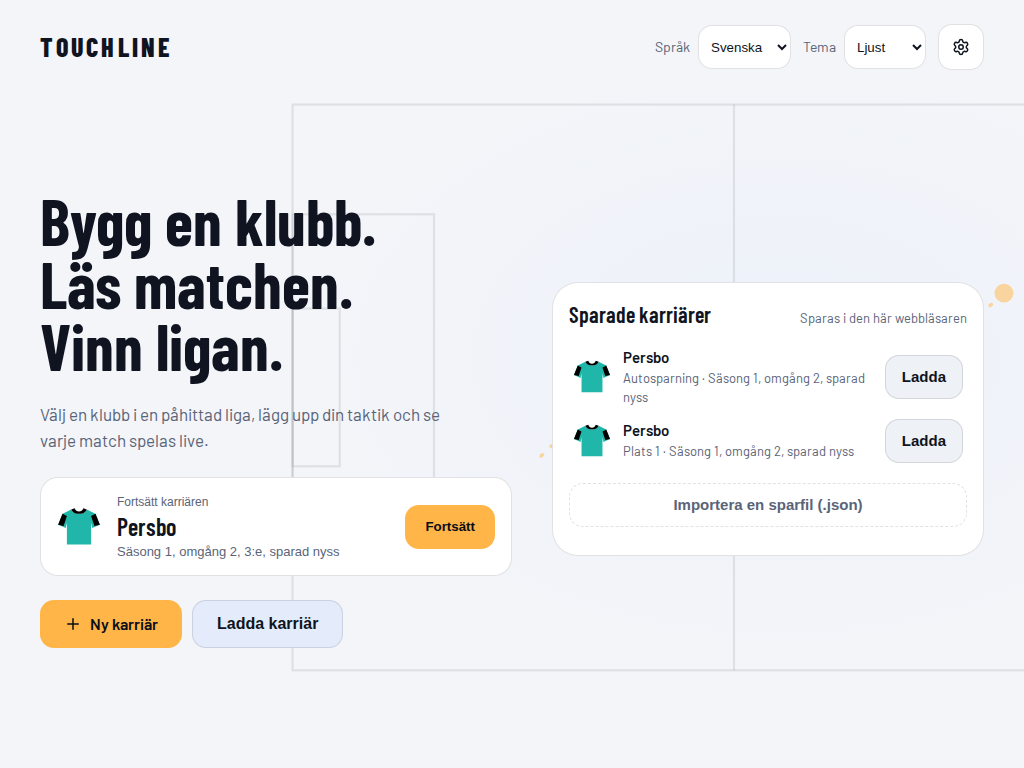 TOUCHLINE
Språk
Svenska
Tema
Ljust
Bygg en klubb.
Läs matchen.
Vinn ligan.
Välj en klubb i en påhittad liga, lägg upp din taktik och se
varje match spelas live.
Fortsätt karriären
Persbo
Säsong 1, omgång 2, 3:e, sparad nyss
Fortsätt
Ny karriär
Ladda karriär
Sparade karriärer
Sparas i den här webbläsaren
Persbo
Autosparning · Säsong 1, omgång 2, sparad
nyss
Ladda
Persbo
Plats 1 · Säsong 1, omgång 2, sparad nyss
Ladda
Importera en sparfil (.json)